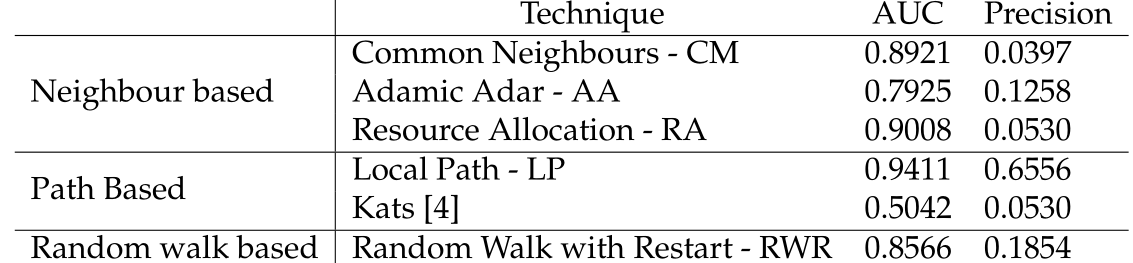 Technique AUC Precision
Neighbour based Common Neighbours - CM 0.8921 0.0397
Adamic Adar - AA 0.7925 0.1258
Resource Allocation - RA 0.9008 0.0530
Path Based Local Path - LP 0.9411 0.6556
Kats [4] 0.5042 0.0530
Random walk based Random Walk with Restart - RWR 0.8566 0.1854